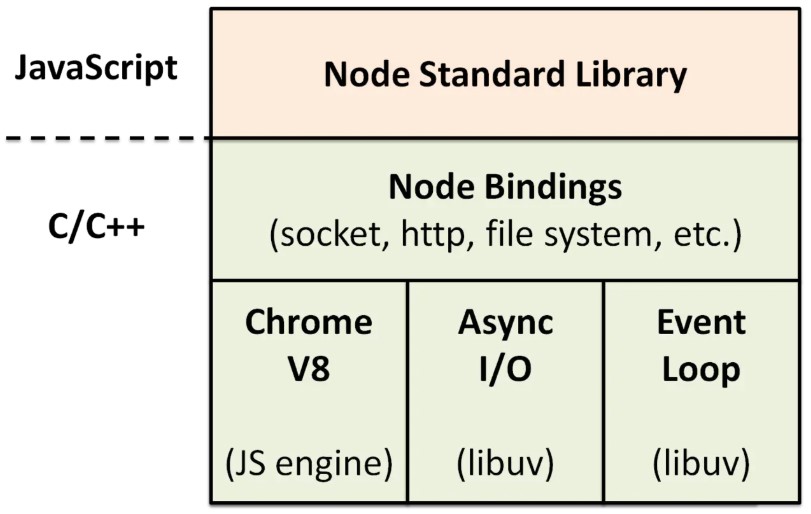 JavaScript
Node Standard Library
C/C++
Node Bindings
(socket, http, file system, etc.)
Chrome
V8
(JS engine)
Async
I/O
(libuv)
Event
Loop
(libuv)